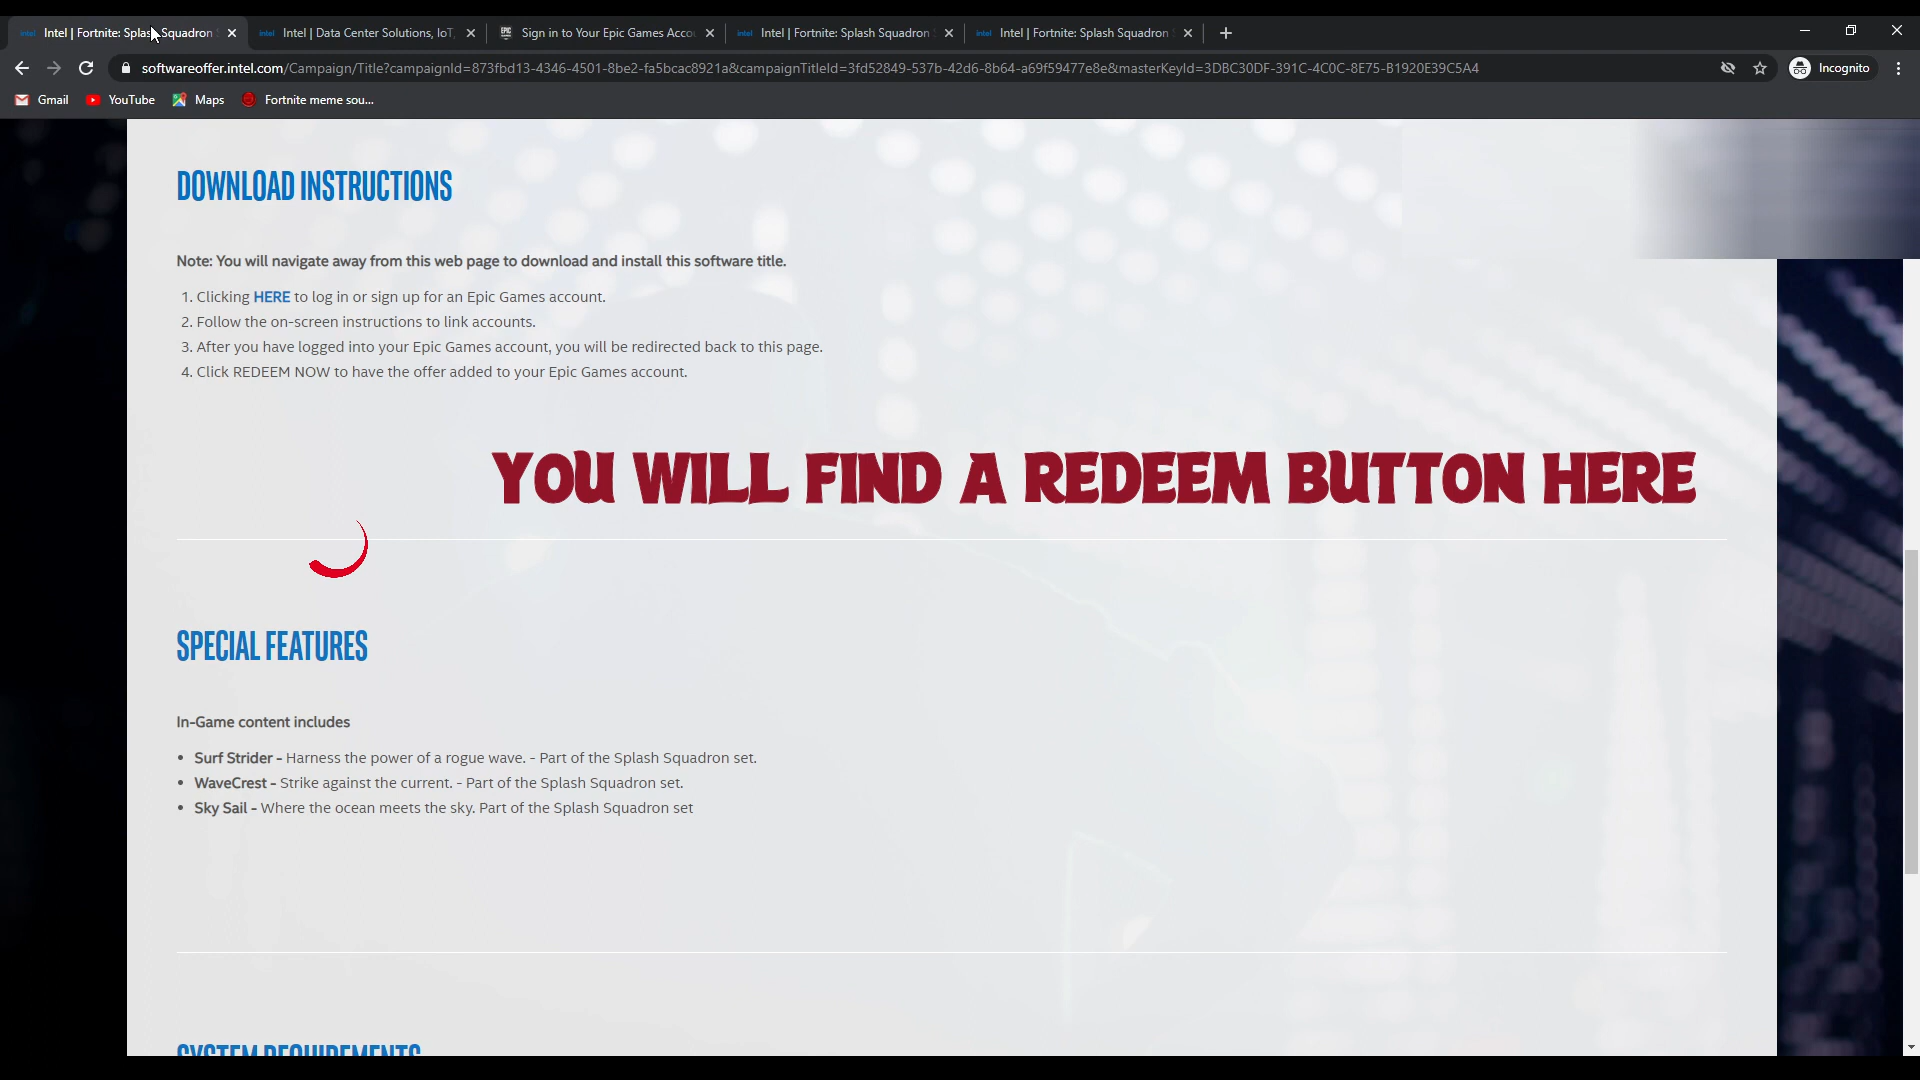 intel Intel | Fortnite: Splash Squadron
intel Intel | Data Center Solutions, IoT,
EPIC Sign in to Your Epic Games Accou
intel Intel | Fortnite: Splash Squadron
intel Intel | Fortnite: Splash Squadron
softwareoffer.intel.com/Campaign/Title?campaignId=873fbd13-4346-4501-8be2-fa5bcac8921a&campaignTitleId=3fd52849-537b-42d6-8b64-a69f59477e8e&masterKeyId=3DBC30DF-391C-4C0C-8E75-B1920E39C5A4
Incognito
Gmail YouTube Maps Fortnite meme sou...
DOWNLOAD INSTRUCTIONS
Note: You will navigate away from this web page to download and install this software title.
1. Clicking HERE to log in or sign up for an Epic Games account.
2. Follow the on-screen instructions to link accounts.
3. After you have logged into your Epic Games account, you will be redirected back to this page.
4. Click REDEEM NOW to have the offer added to your Epic Games account.
YOU WILL FIND A REDEEM BUTTON HERE
SPECIAL FEATURES
In-Game content includes
• Surf Strider - Harness the power of a rogue wave. - Part of the Splash Squadron set.
• WaveCrest - Strike against the current. - Part of the Splash Squadron set.
• Sky Sail - Where the ocean meets the sky. Part of the Splash Squadron set
SYSTEM REQUIREMENTS